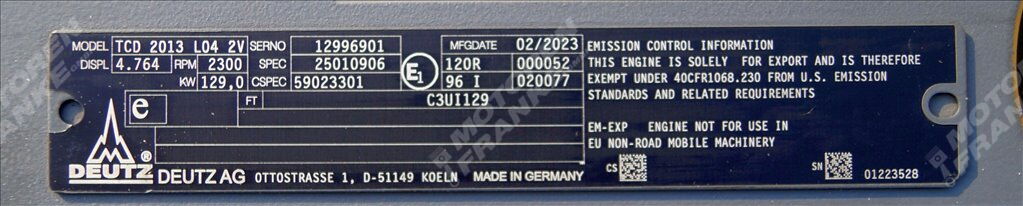 MODEL TCD 2013 L04 2V SERNO 12996901 MFGDATE 02/2023
DISPL 4.764 RPM 2300 SPEC 25010906 120R 000052
KW 129,0 CSPEC 59023301 E1 96 I 020077
e FT C3UI129
EMISSION CONTROL INFORMATION
THIS ENGINE IS SOLELY FOR EXPORT AND IS THEREFORE
EXEMPT UNDER 40CFR1068.230 FROM U.S. EMISSION
STANDARDS AND RELATED REQUIREMENTS
EM-EXP ENGINE NOT FOR USE IN
EU NON-ROAD MOBILE MACHINERY
CS SN
01223528
DEUTZ ® DEUTZ AG OTTOSTRASSE 1, D-51149 KOELN MADE IN GERMANY
MOTOREN
FRANKE